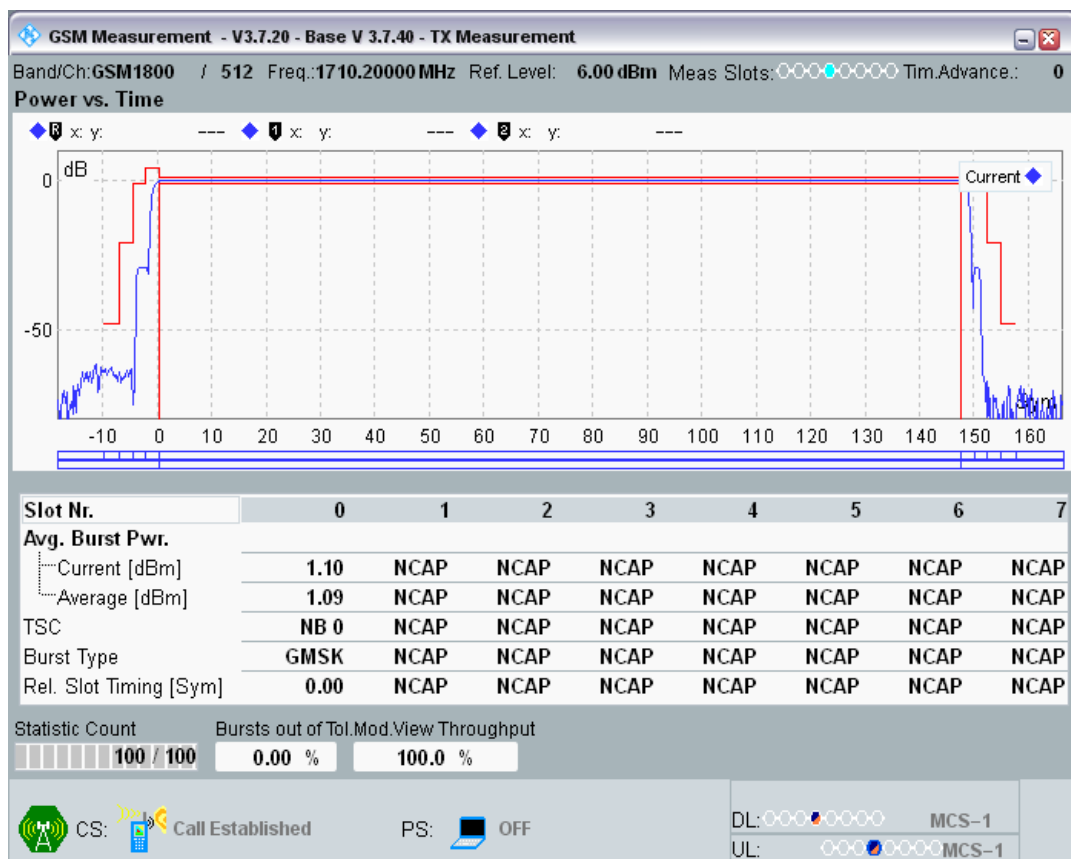 GSM Measurement - V3.7.20 - Base V 3.7.40 - TX Measurement
Band/Ch:GSM1800 / 512 Freq.:1710.20000 MHz Ref. Level: 6.00 dBm Meas Slots: Tim.Advance.: 0
Power vs. Time
R x: y: --- 1 x: y: --- 2 x: y: ---
dB
Current
0
-50
Sym
-10 0 10 20 30 40 50 60 70 80 90 100 110 120 130 140 150 160
Slot Nr. 0 1 2 3 4 5 6 7
Avg. Burst Pwr.
Current [dBm] 1.10 NCAP NCAP NCAP NCAP NCAP NCAP NCAP
Average [dBm] 1.09 NCAP NCAP NCAP NCAP NCAP NCAP NCAP
TSC NB 0 NCAP NCAP NCAP NCAP NCAP NCAP NCAP
Burst Type GMSK NCAP NCAP NCAP NCAP NCAP NCAP NCAP
Rel. Slot Timing [Sym] 0.00 NCAP NCAP NCAP NCAP NCAP NCAP NCAP
Statistic Count Bursts out of Tol. Mod.View Throughput
100 / 100 0.00 % 100.0 %
CS: Call Established PS: OFF
DL: MCS-1
UL: MCS-1